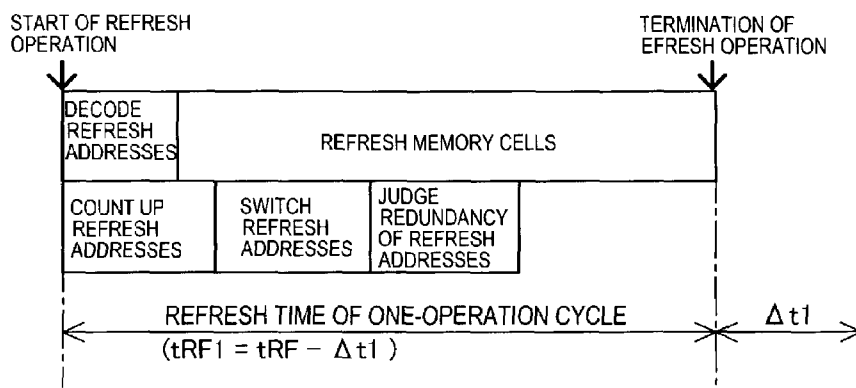 START OF REFRESH
OPERATION
TERMINATION OF
EFRESH OPERATION
DECODE
REFRESH
ADDRESSES
REFRESH MEMORY CELLS
COUNT UP
REFRESH
ADDRESSES
SWITCH
REFRESH
ADDRESSES
JUDGE
REDUNDANCY
OF REFRESH
ADDRESSES
REFRESH TIME OF ONE-OPERATION CYCLE
(tRF1 = tRF − Δt1)
Δt1